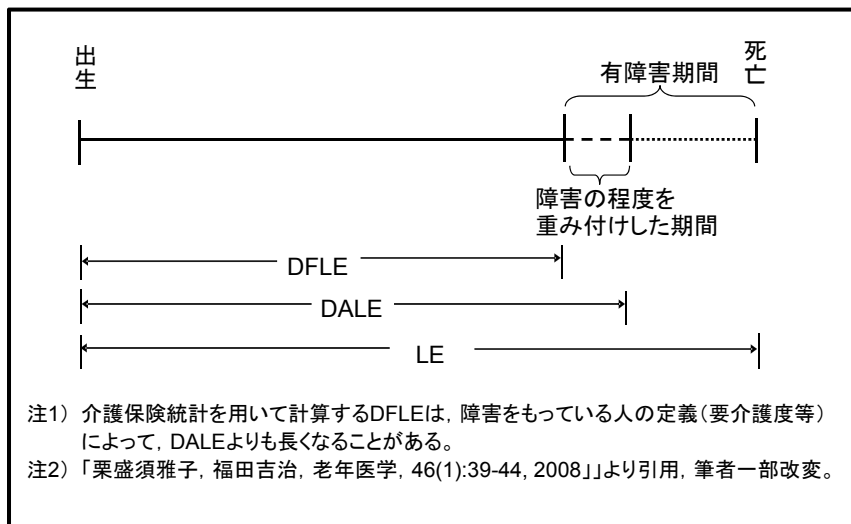 出生
死亡
有障害期間
障害の程度を
重み付けした期間
DFLE
DALE
LE
注1) 介護保険統計を用いて計算するDFLEは,障害をもっている人の定義(要介護度等)
によって,DALEよりも長くなることがある。
注2) 「栗盛須雅子,福田吉治,老年医学,46(1):39-44, 2008」」より引用,筆者一部改変。